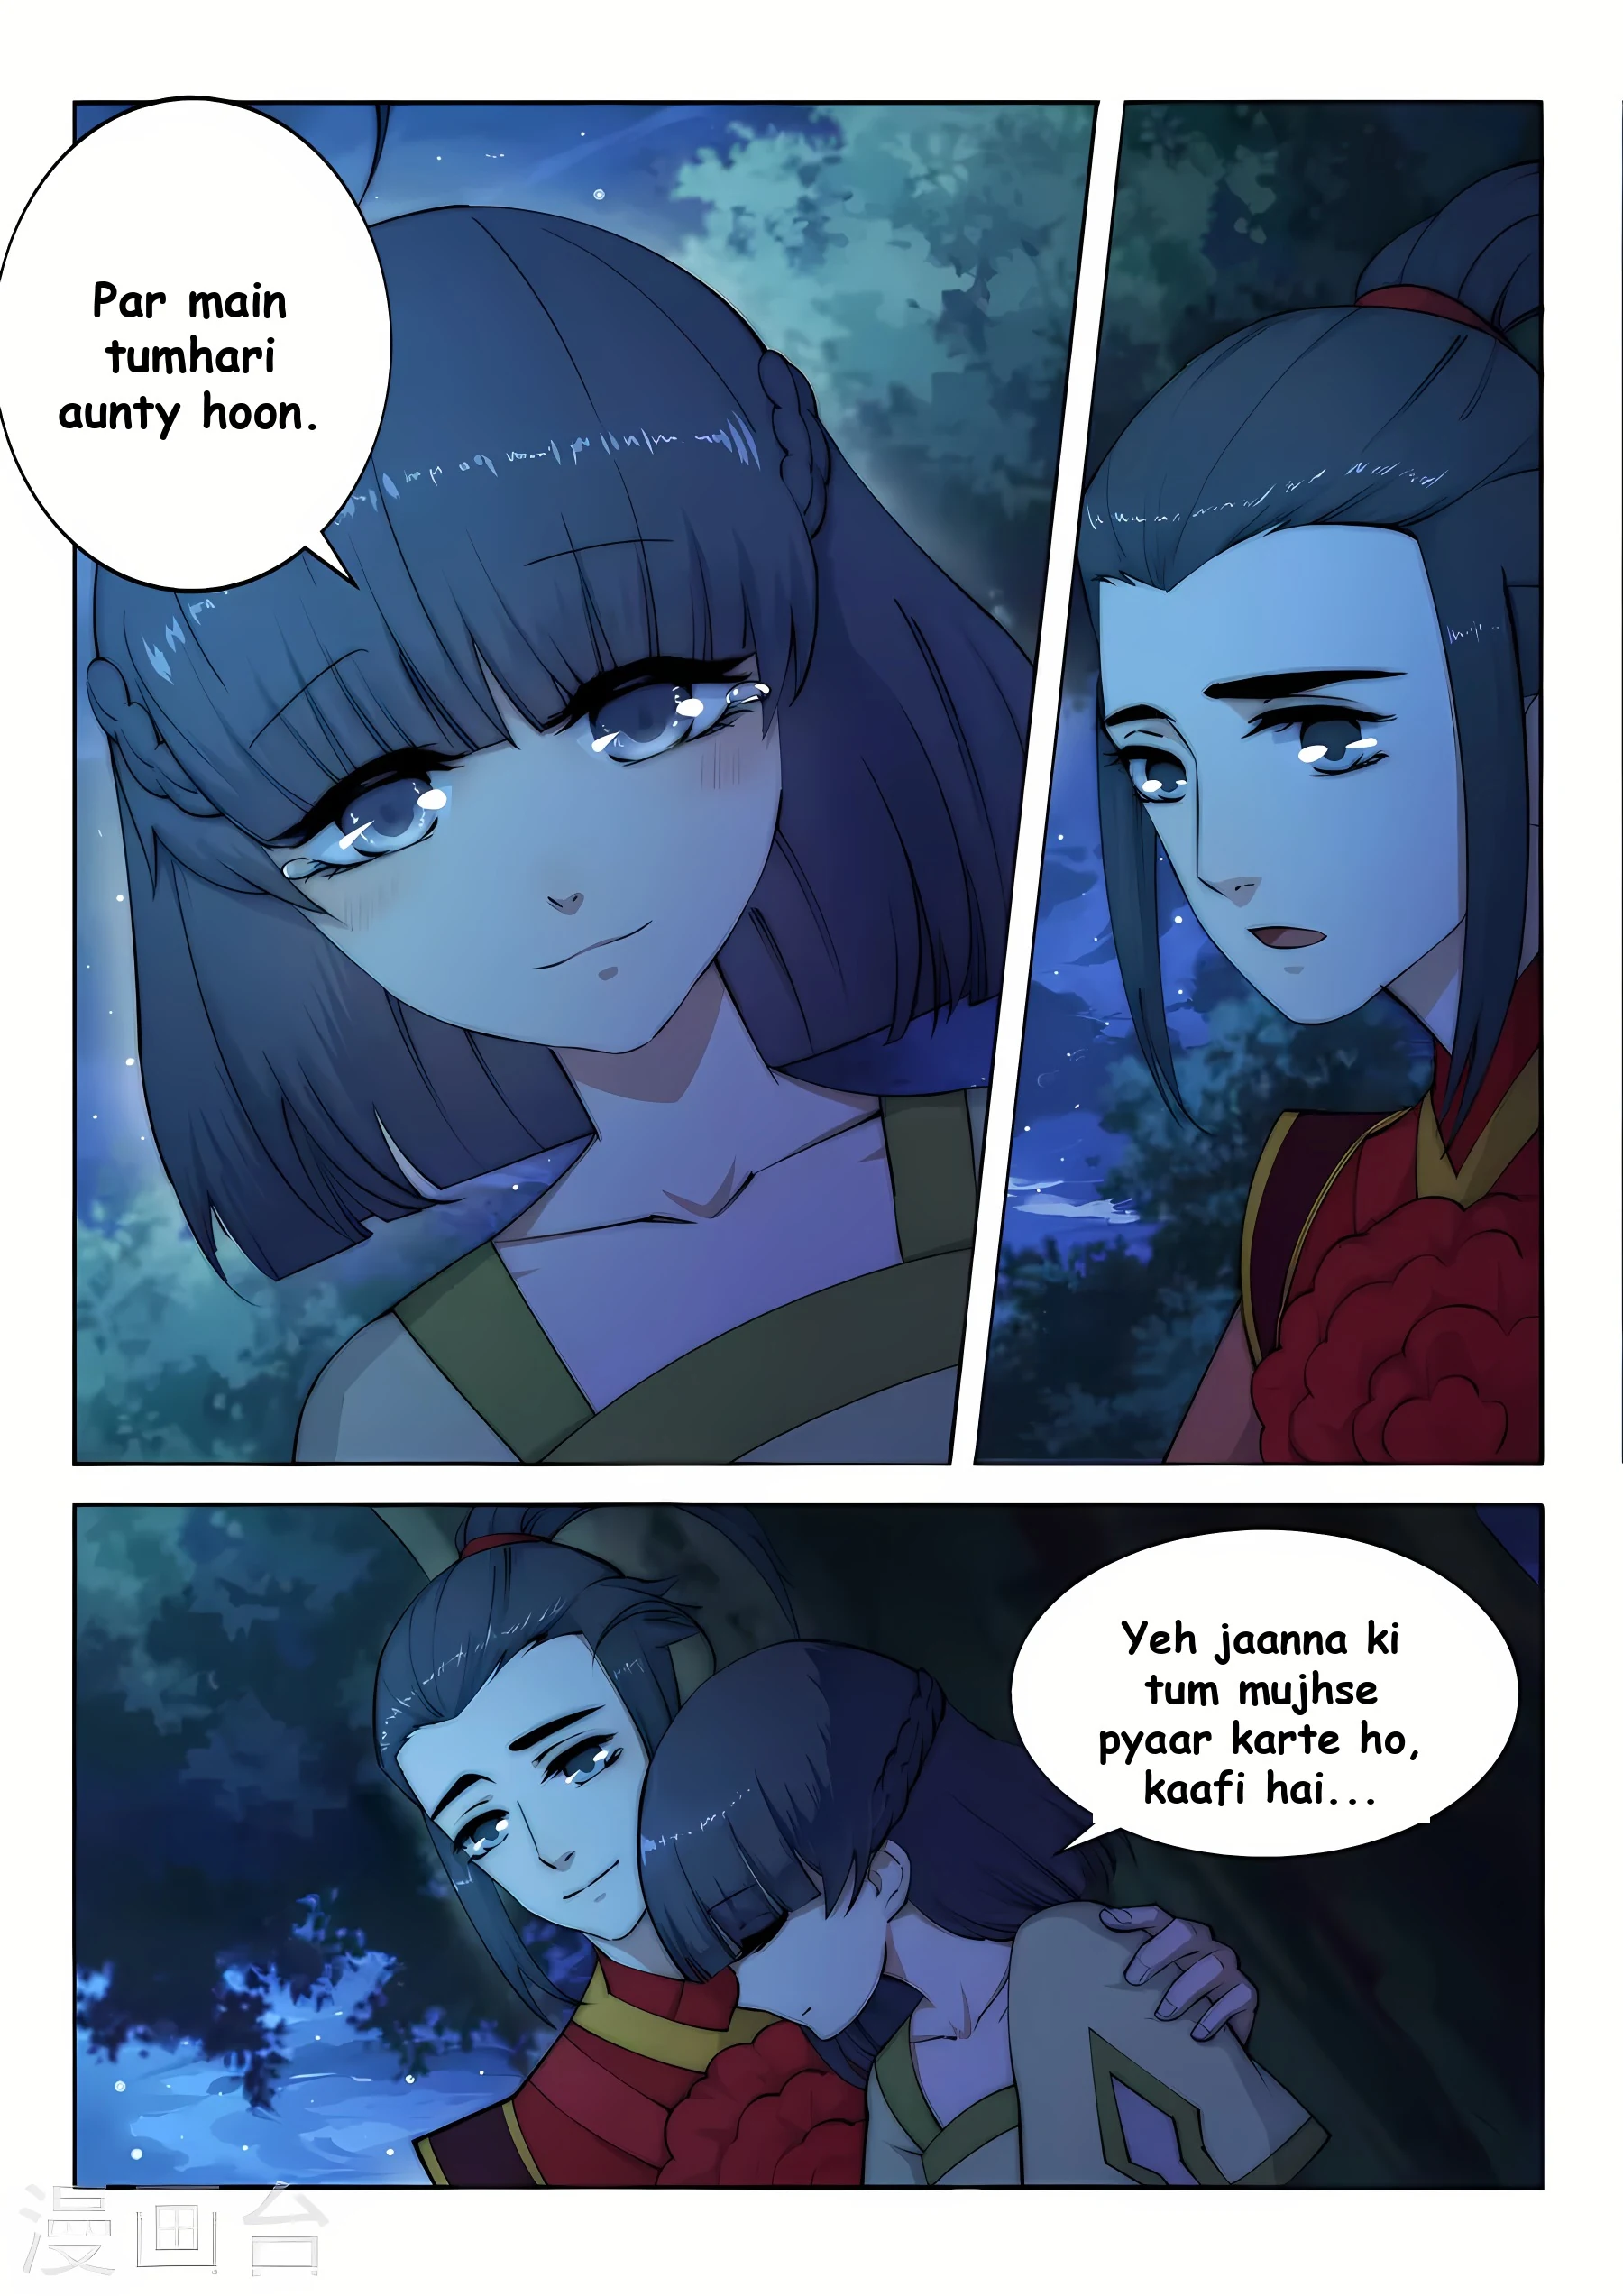 Par main
tumhari
aunty hoon.
Yeh jaanna ki
tum mujhse
pyaar karte ho,
kaafi hai...
漫画台